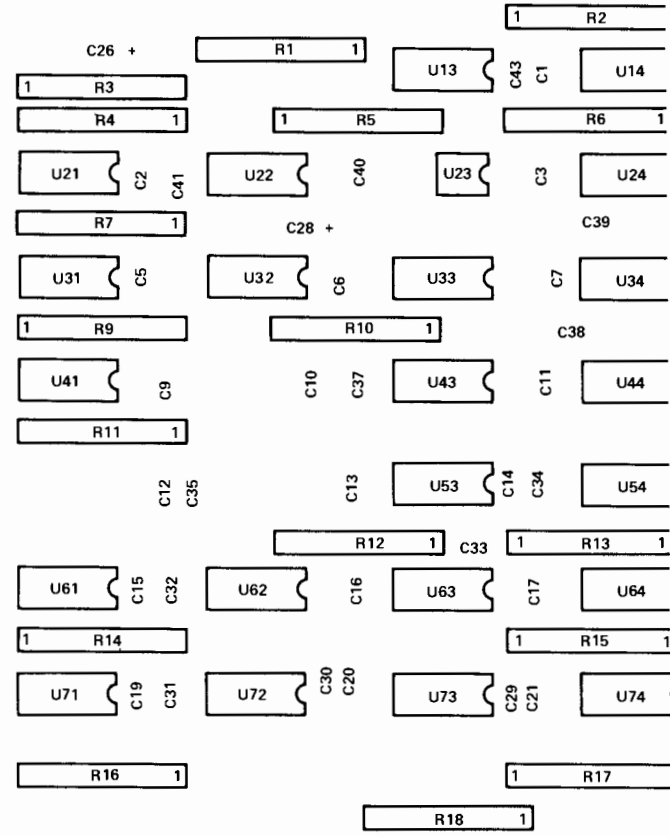 1 R2
C26 + R1 1
U13 C43 C1 U14
1 R3
R4 1 1 R5 R6 1
U21 C2 C41 U22 C40 U23 C3 U24
R7 1 C28 + C39
U31 C5 U32 C6 U33 C7 U34
1 R9 R10 1 C38
U41 C9 C10 C37 U43 C11 U44
R11 1
C12 C35 C13 U53 C14 C34 U54
R12 1 C33 1 R13 1
U61 C15 C32 U62 C16 U63 C17 U64
1 R14 1 R15 1
U71 C19 C31 U72 C30 C20 U73 C29 C21 U74
R16 1 1 R17
R18 1